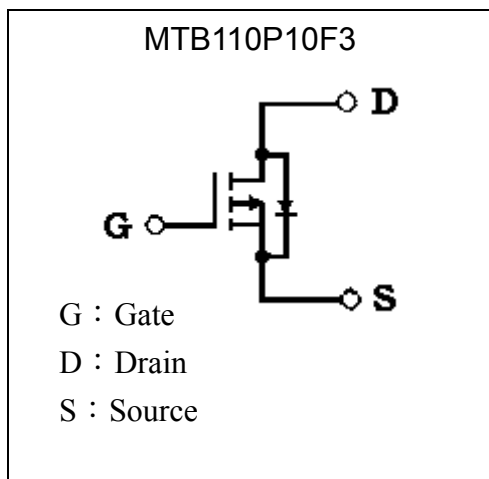 MTB110P10F3
D
G
S
G：Gate
D：Drain
S：Source